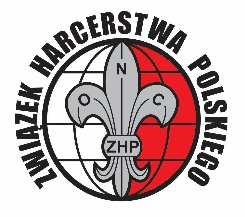 ZWIĄZEK HARCERSTWA POLSKIEGO
O N C
ZHP